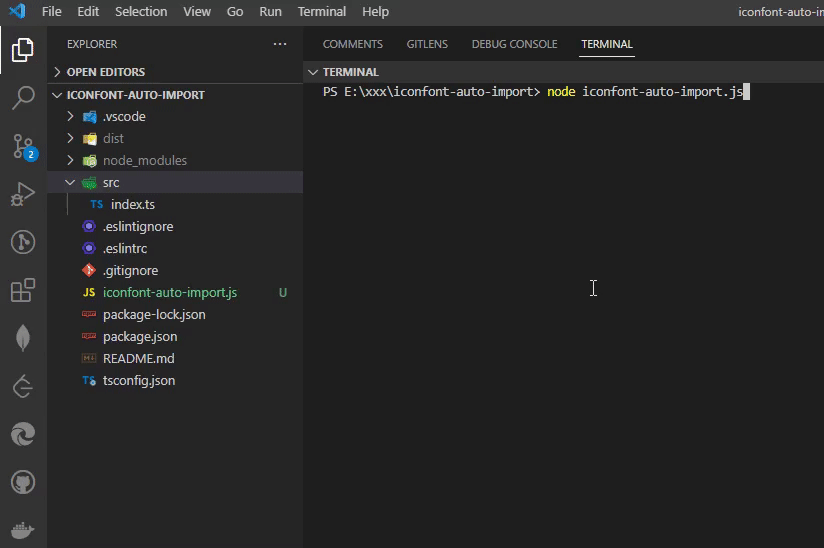 File Edit Selection View Go Run Terminal Help iconfont-auto-in
EXPLORER ···
COMMENTS GITLENS DEBUG CONSOLE TERMINAL
OPEN EDITORS
TERMINAL
PS E:\xxx\iconfont-auto-import> node iconfont-auto-import.js
ICONFONT-AUTO-IMPORT
.vscode
dist
node_modules
src
TS index.ts
.eslintignore
.eslintrc
.gitignore
JS iconfont-auto-import.js U
package-lock.json
package.json
README.md
TS tsconfig.json
2